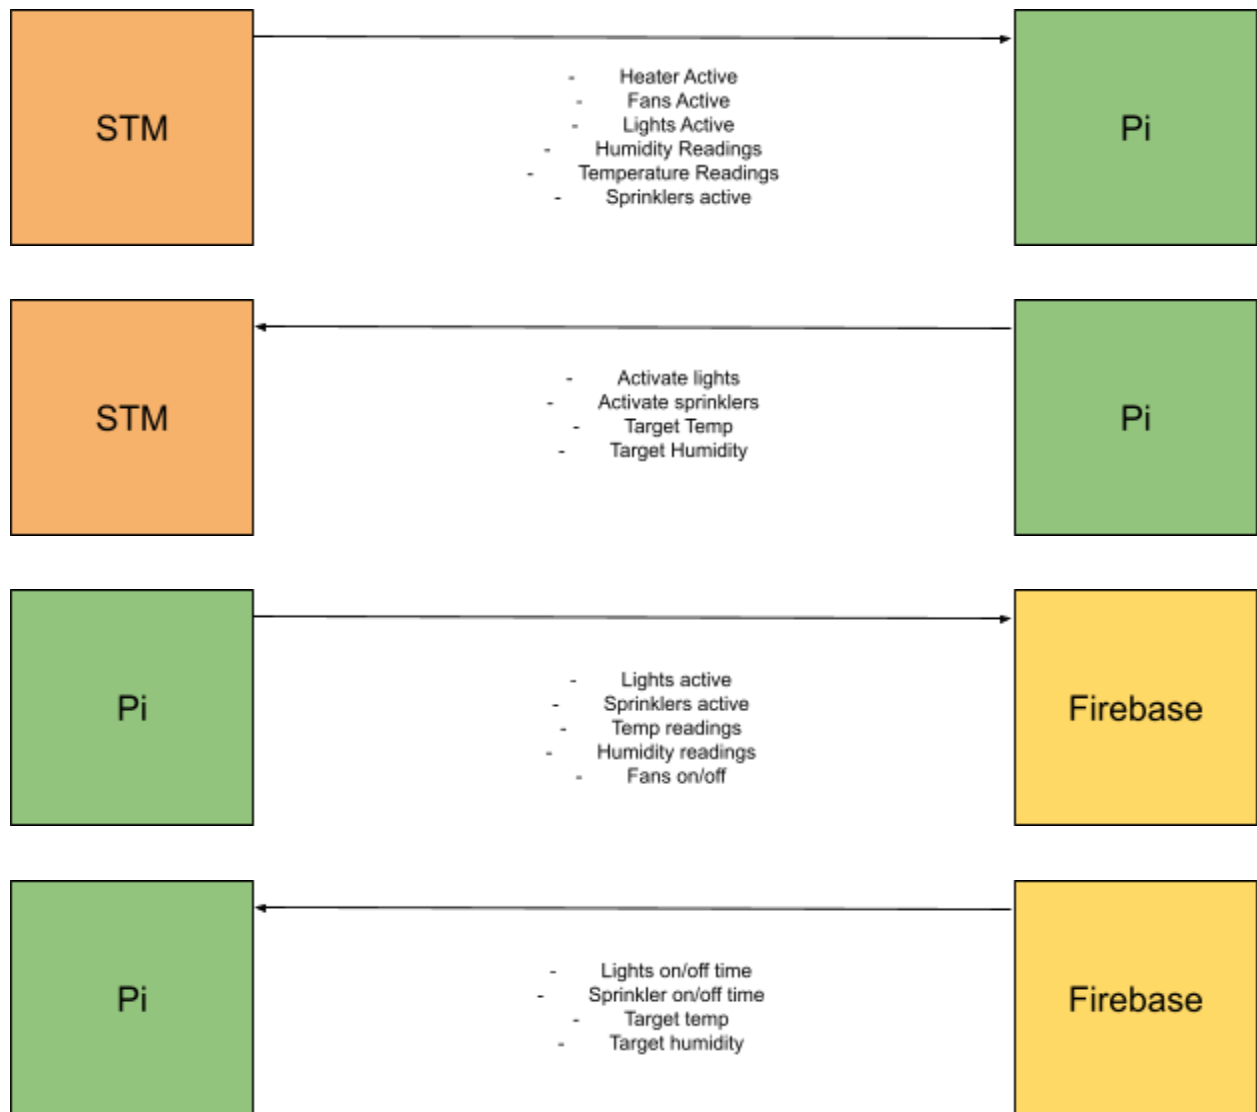 STM
- Heater Active
- Fans Active
- Lights Active
- Humidity Readings
- Temperature Readings
- Sprinklers active
Pi
STM
- Activate lights
- Activate sprinklers
- Target Temp
- Target Humidity
Pi
Pi
- Lights active
- Sprinklers active
- Temp readings
- Humidity readings
- Fans on/off
Firebase
Pi
- Lights on/off time
- Sprinkler on/off time
- Target temp
- Target humidity
Firebase